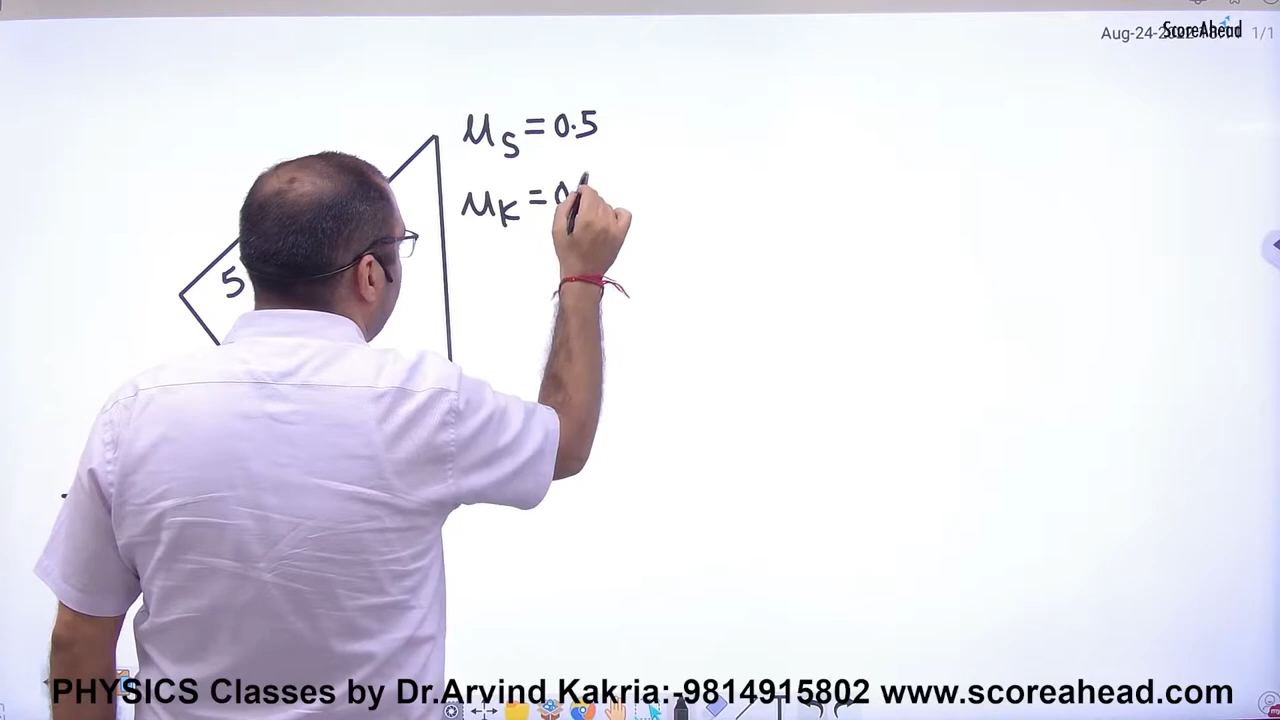 ScoreAhead
Aug-24-2022 1/1
μs = 0.5
μK = 0
5
PHYSICS Classes by Dr.Arvind Kakria:-9814915802 www.scoreahead.com